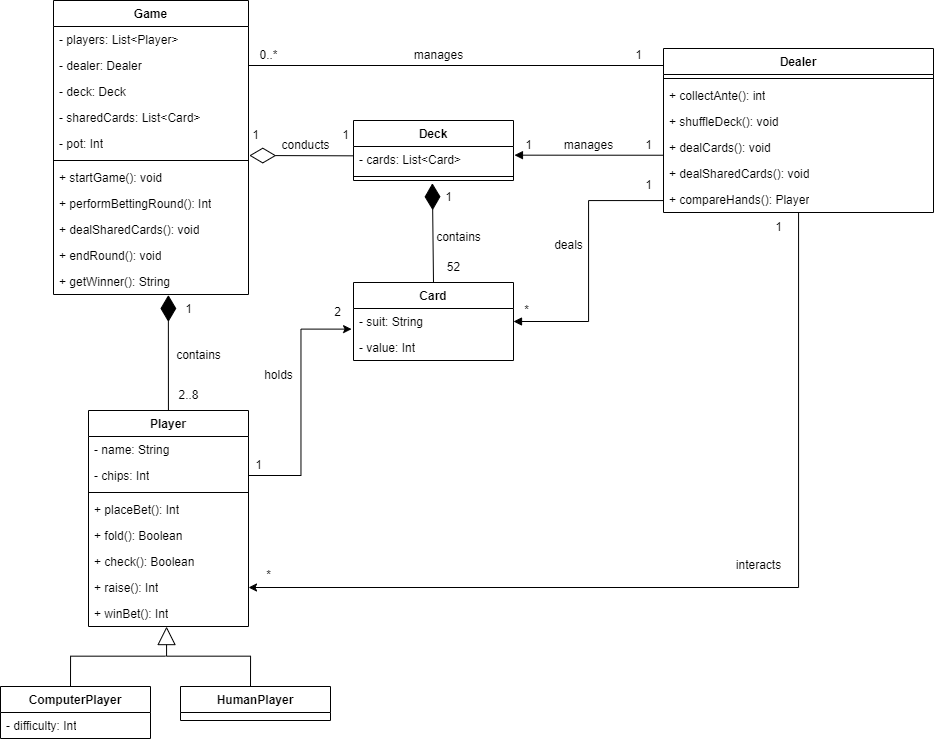 Game
- players: List<Player>
- dealer: Dealer
- deck: Deck
- sharedCards: List<Card>
- pot: Int
+ startGame(): void
+ performBettingRound(): Int
+ dealSharedCards(): void
+ endRound(): void
+ getWinner(): String
0..*
manages
1
Dealer
+ collectAnte(): int
+ shuffleDeck(): void
+ dealCards(): void
+ dealSharedCards(): void
+ compareHands(): Player
1
conducts
1
Deck
- cards: List<Card>
1
manages
1
1
contains
52
1
deals
*
Card
- suit: String
- value: Int
1
contains
2..8
2
holds
1
Player
- name: String
- chips: Int
+ placeBet(): Int
+ fold(): Boolean
+ check(): Boolean
+ raise(): Int
+ winBet(): Int
1
interacts
*
ComputerPlayer
- difficulty: Int
HumanPlayer